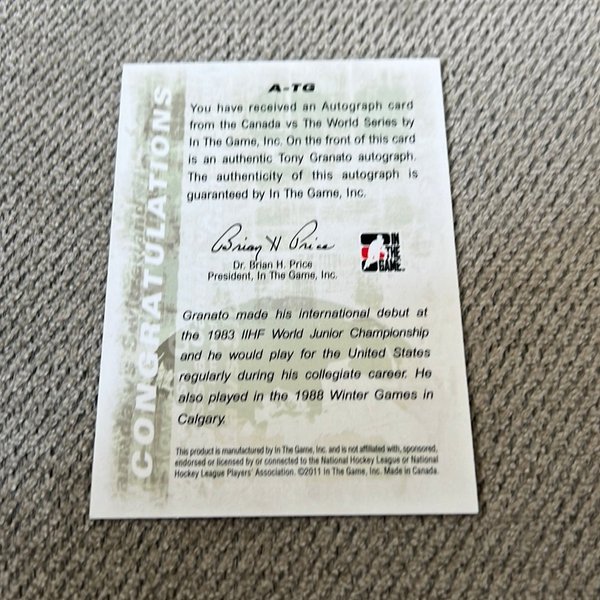 A-TG
CONGRATULATIONS
You have received an Autograph card
from the Canada vs The World Series by
In The Game, Inc. On the front of this card
is an authentic Tony Granato autograph.
The authenticity of this autograph is
guaranteed by In The Game, Inc.
Brian H Price
Dr. Brian H. Price
President, In The Game, Inc.
IN
THE
GAME
Granato made his international debut at
the 1983 IIHF World Junior Championship
and he would play for the United States
regularly during his collegiate career. He
also played in the 1988 Winter Games in
Calgary.
This product is manufactured by In The Game, Inc. and is not affiliated with, sponsored,
endorsed or licensed by or connected to the National Hockey League or National
Hockey League Players' Association. ©2011 In The Game, Inc. Made in Canada.